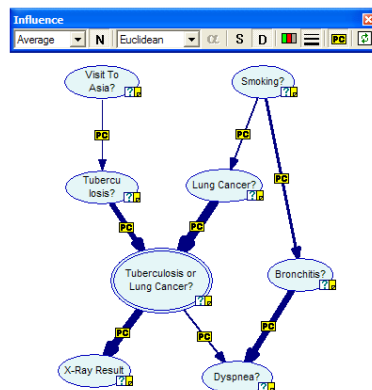 Influence
Average N Euclidean α S D PC
Visit To
Asia?
Smoking?
PC
PC
Tubercu
losis?
Lung Cancer?
PC
PC
PC
Tuberculosis or
Lung Cancer?
Bronchitis?
PC
PC
PC
X-Ray Result
Dyspnea?